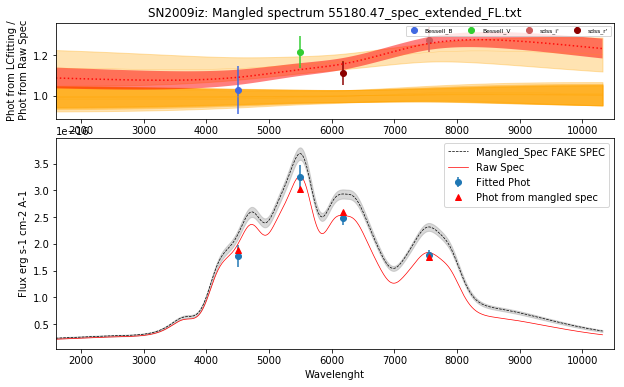 SN2009iz: Mangled spectrum 55180.47_spec_extended_FL.txt
Phot from LCfitting /
Phot from Raw Spec
1.2
1.0
Bessell_B
Bessell_V
sdss_i'
sdss_r'
2000 3000 4000 5000 6000 7000 8000 9000 10000
1e−16
Flux erg s-1 cm-2 A-1
3.5
3.0
2.5
2.0
1.5
1.0
0.5
Mangled_Spec FAKE SPEC
Raw Spec
Fitted Phot
Phot from mangled spec
2000 3000 4000 5000 6000 7000 8000 9000 10000
Wavelenght